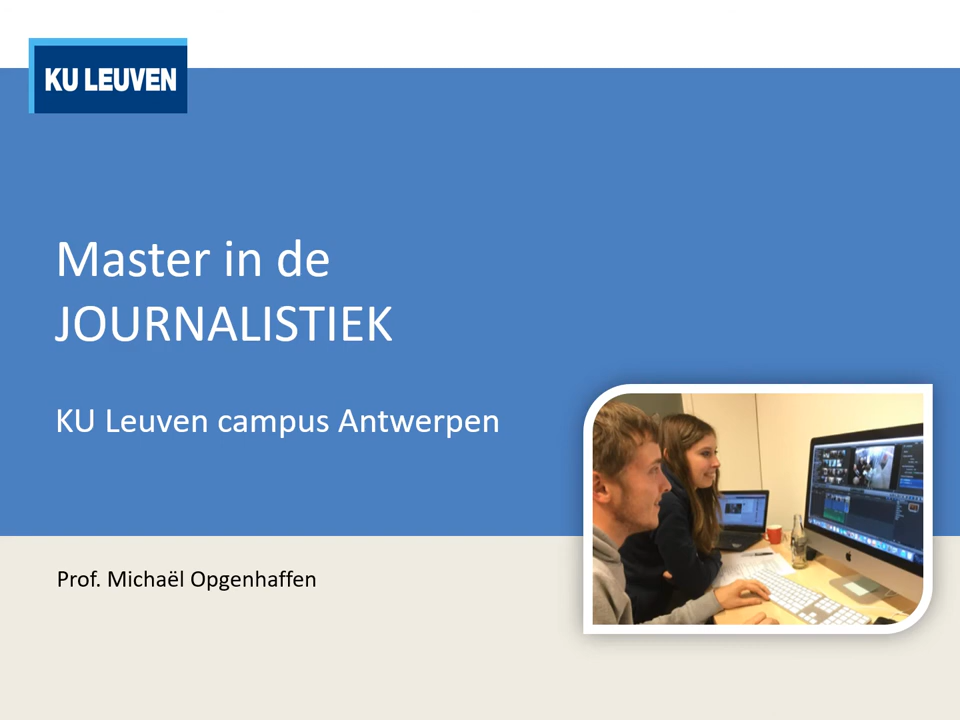 KU LEUVEN
Master in de
JOURNALISTIEK
KU Leuven campus Antwerpen
Prof. Michaël Opgenhaffen